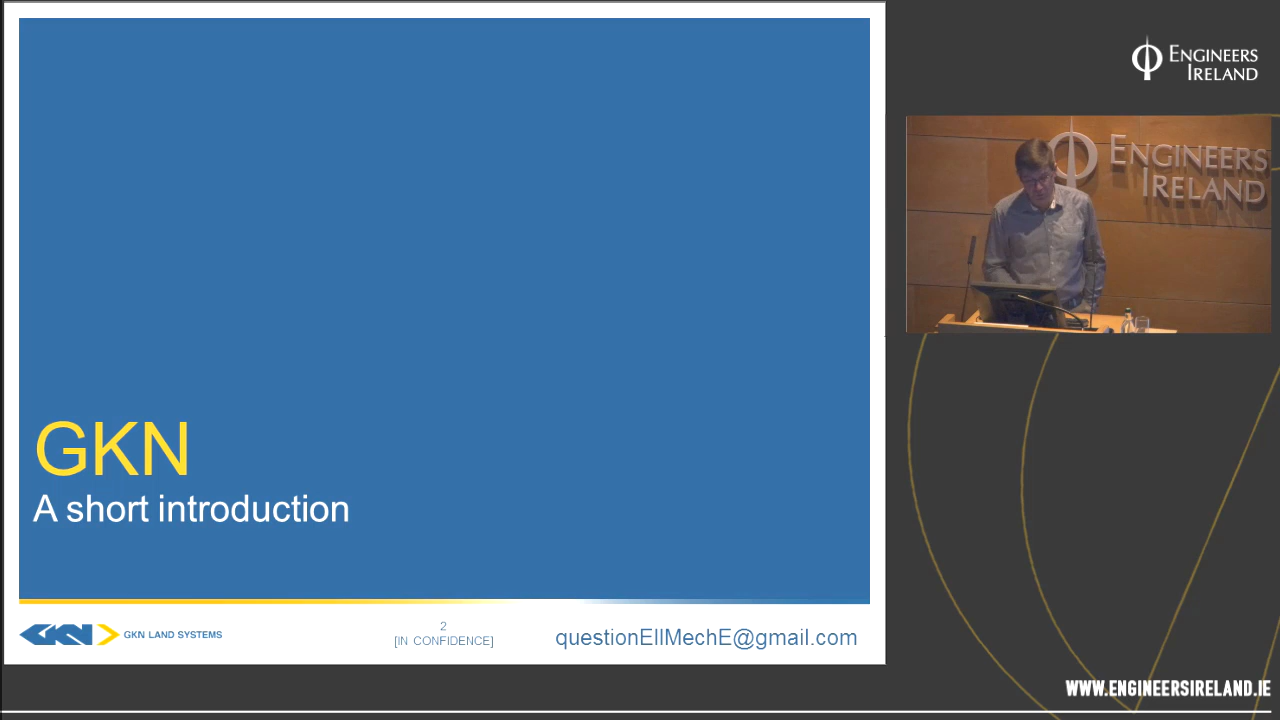 GKN
A short introduction
GKN
GKN LAND SYSTEMS
2
[IN CONFIDENCE]
questionEIIMechE@gmail.com
ENGINEERS
IRELAND
ENGINEERS
IRELAND
WWW.ENGINEERSIRELAND.IE